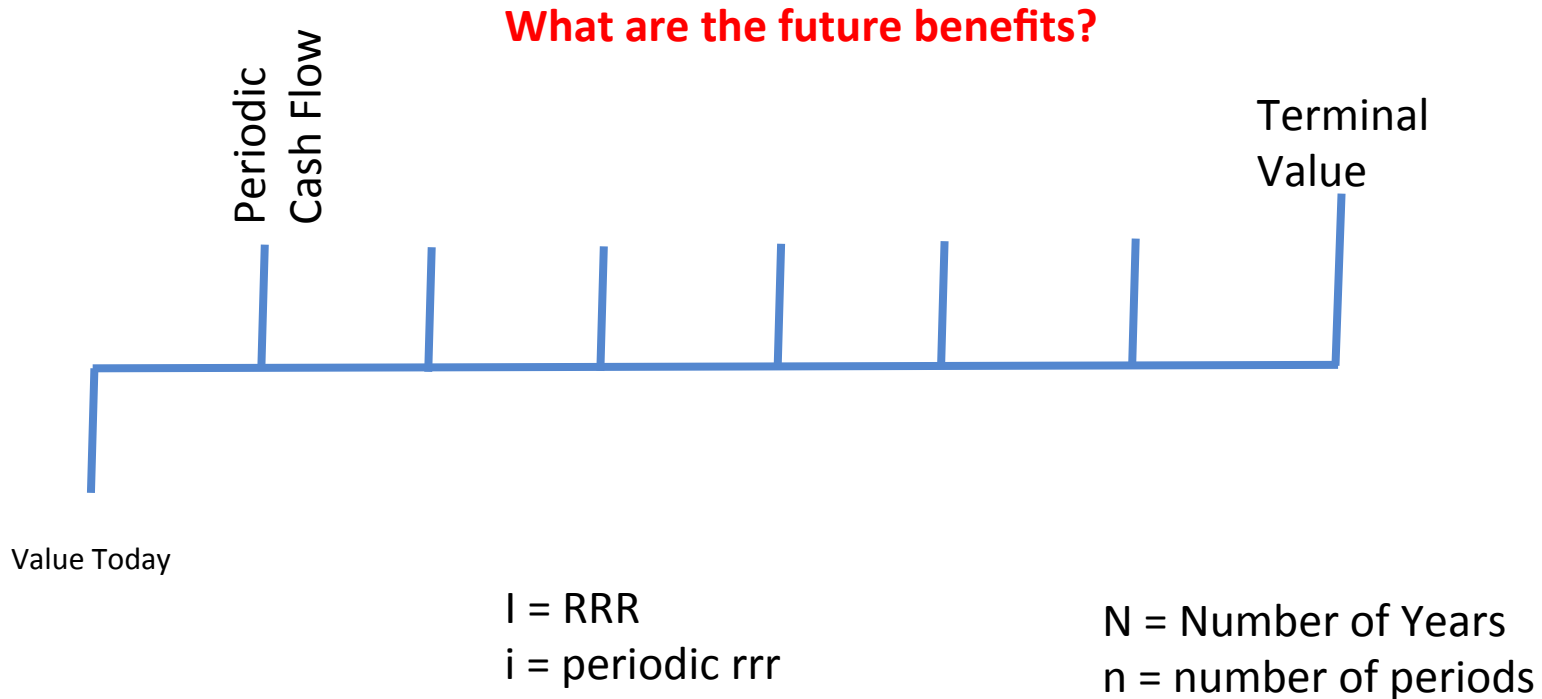 What are the future benefits?
Periodic
Cash Flow
Terminal
Value
Value Today
I = RRR
i = periodic rrr
N = Number of Years
n = number of periods